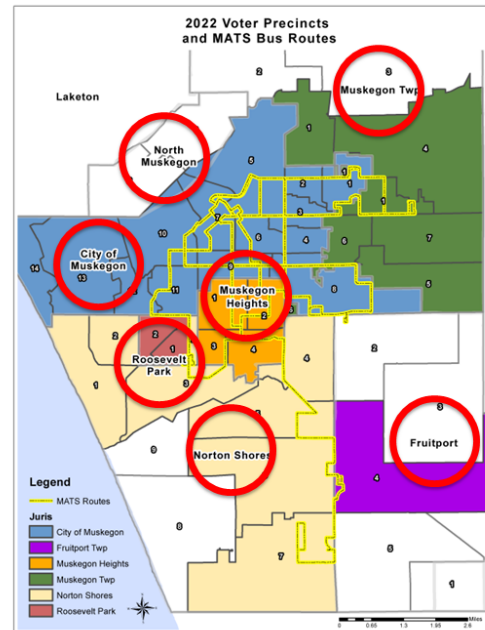 2022 Voter Precincts
and MATS Bus Routes
2
3
Muskegon Twp
Laketon
1
4
North
Muskegon
5
2
1
1
1
10
7
3
6
4
6
7
14
City of
Muskegon
13
9
11
1
Muskegon
Heights
2
8
5
2
2
1
Roosevelt
Park
3
3
4
4
2
1
3
Norton Shores
Fruitport
9
4
8
7
5
1
Legend
MATS Routes
Juris
City of Muskegon
Fruitport Twp
Muskegon Heights
Muskegon Twp
Norton Shores
Roosevelt Park
Miles
0 0.65 1.3 2.6